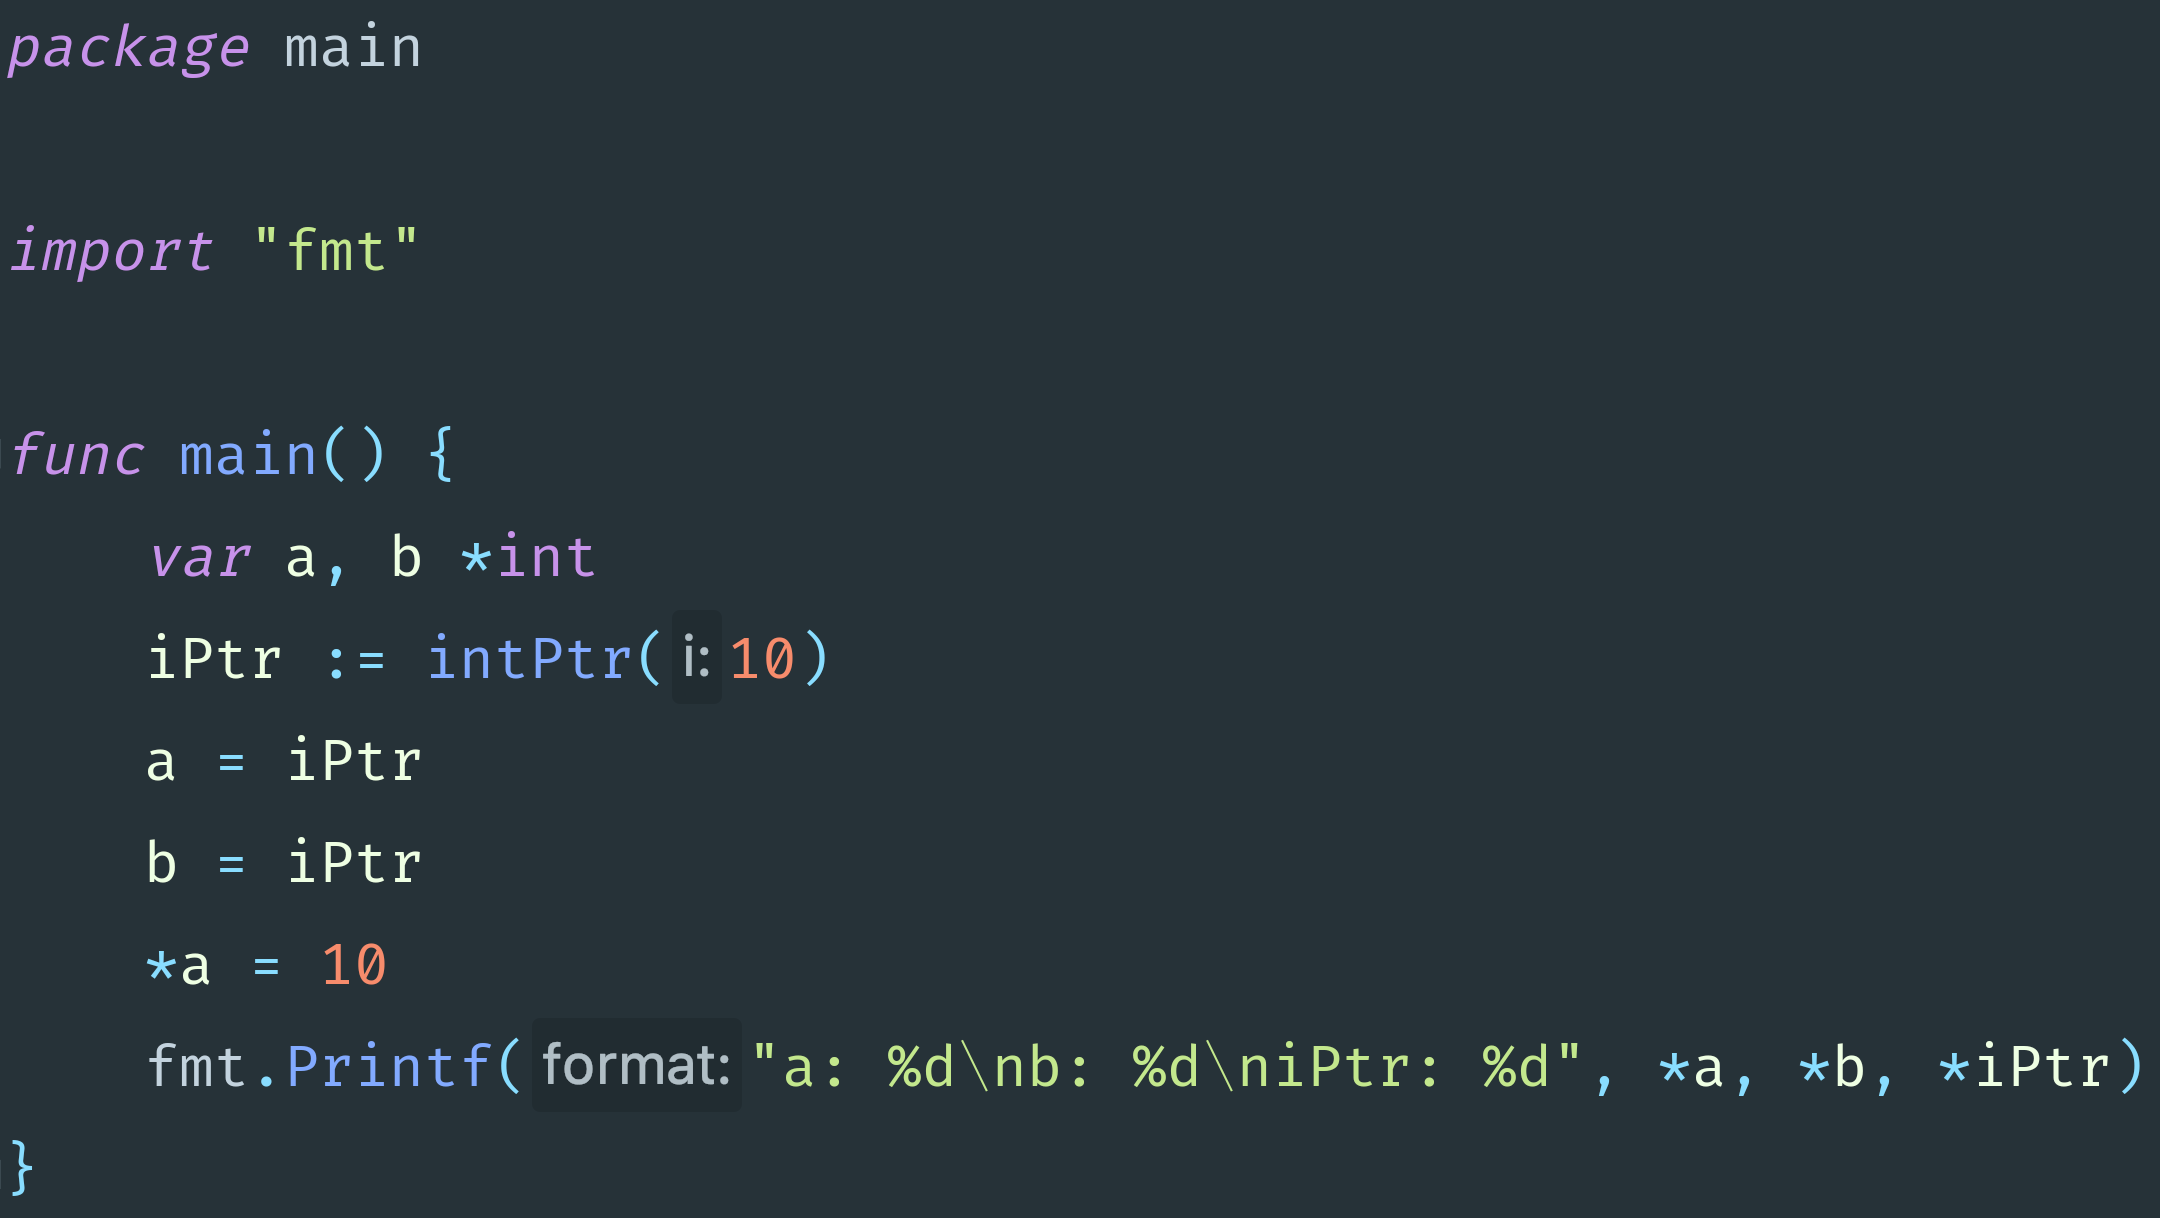 package main
import "fmt"
func main() {
var a, b *int
iPtr := intPtr( i: 10)
a = iPtr
b = iPtr
*a = 10
fmt.Printf( format: "a: %d\nb: %d\niPtr: %d", *a, *b, *iPtr)
}